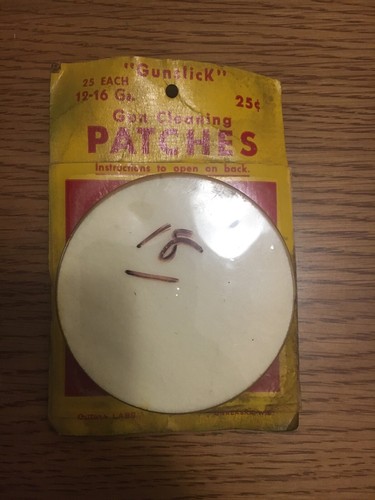 "GunslicK"
25 EACH
12-16 Ga.
25¢
Gun Cleaning
PATCHES
Instructions to open on back.
15